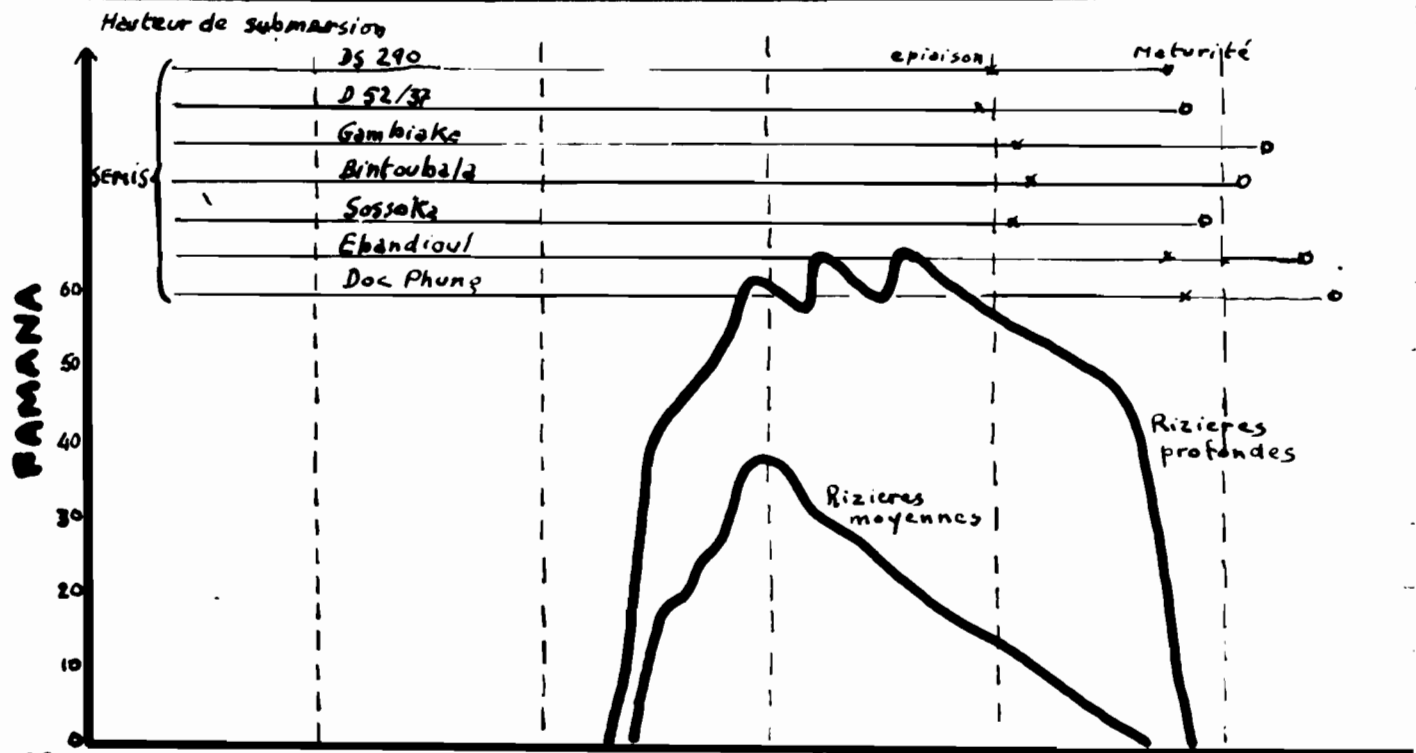 Hauteur de submersion
DS 290
epiaison
Maturité
D 52/37
Gambiake
SEMIS
Bintoubala
Sossoka
Ebandioul
Doc Phung
60
50
40
30
20
10
0
Rizieres
profondes
Rizieres
moyennes